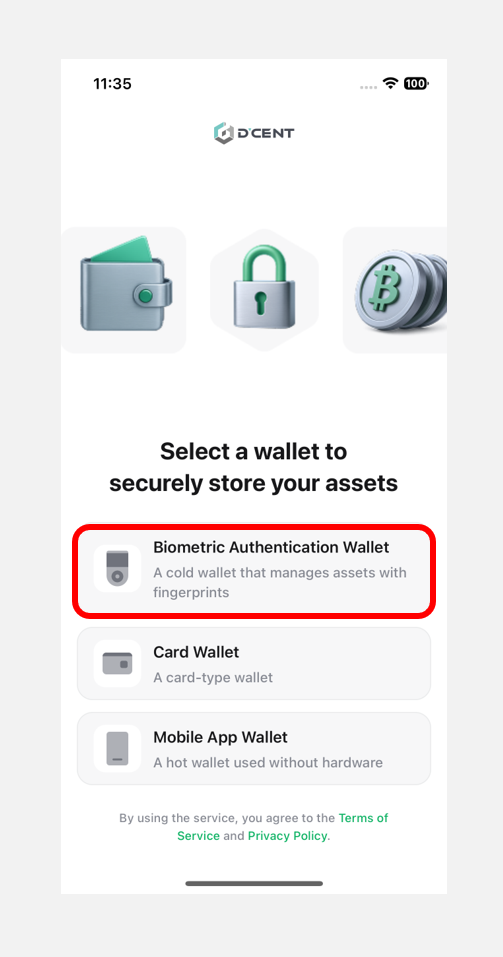 11:35
100
D'CENT
Select a wallet to
securely store your assets
Biometric Authentication Wallet
A cold wallet that manages assets with
fingerprints
Card Wallet
A card-type wallet
Mobile App Wallet
A hot wallet used without hardware
By using the service, you agree to the Terms of
Service and Privacy Policy.